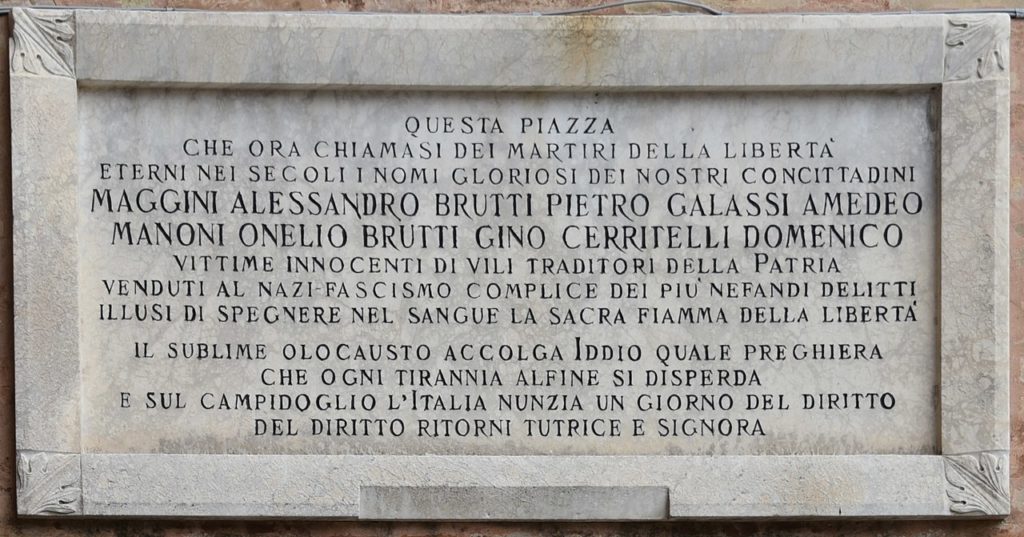 QUESTA PIAZZA
CHE ORA CHIAMASI DEI MARTIRI DELLA LIBERTA'
ETERNI NEI SECOLI I NOMI GLORIOSI DEI NOSTRI CONCITTADINI
MAGGINI ALESSANDRO BRUTTI PIETRO GALASSI AMEDEO
MANONI ONELIO BRUTTI GINO CERRITELLI DOMENICO
VITTIME INNOCENTI DI VILI TRADITORI DELLA PATRIA
VENDUTI AL NAZI-FASCISMO COMPLICE DEI PIU' NEFANDI DELITTI
ILLUSI DI SPEGNERE NEL SANGUE LA SACRA FIAMMA DELLA LIBERTA'
IL SUBLIME OLOCAUSTO ACCOLGA IDDIO QUALE PREGHIERA
CHE OGNI TIRANNIA ALFINE SI DISPERDA
E SUL CAMPIDOGLIO L'ITALIA NUNZIA UN GIORNO DEL DIRITTO
DEL DIRITTO RITORNI TUTRICE E SIGNORA